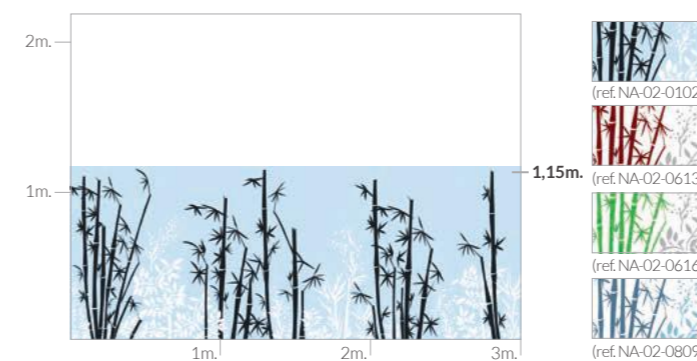 2m.
1,15m.
1m.
1m.
2m.
3m.
(ref. NA-02-0102
(ref. NA-02-0613
(ref. NA-02-0616
(ref. NA-02-0809